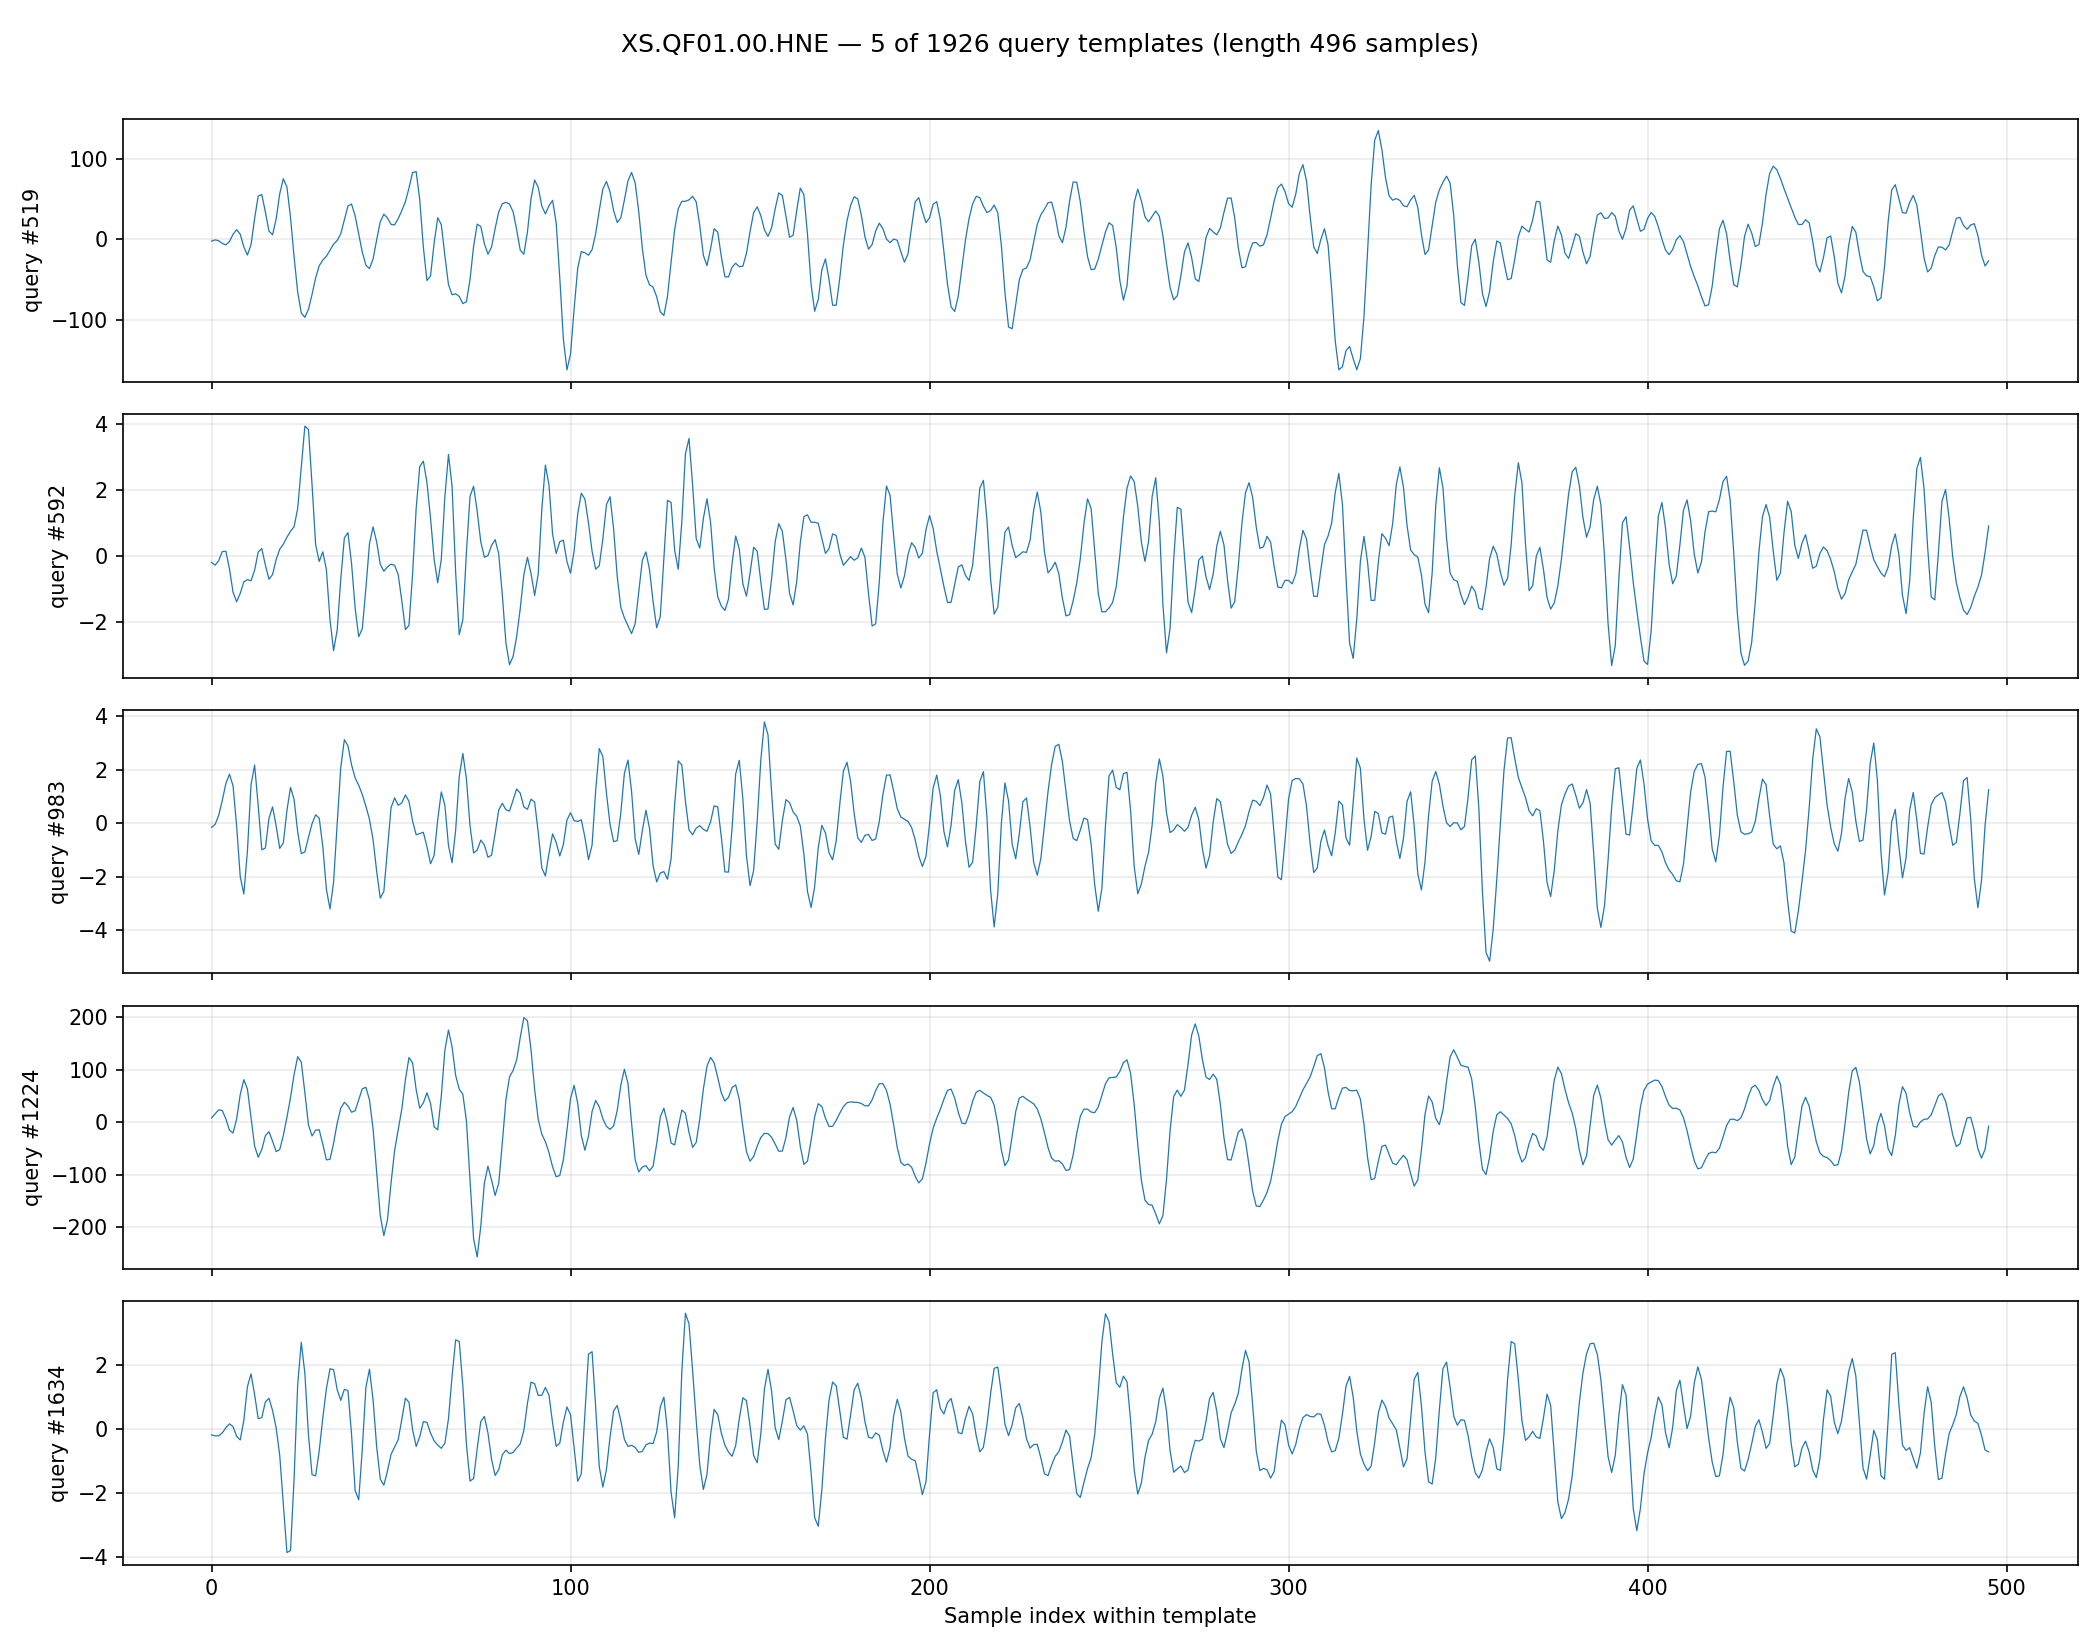 XS.QF01.00.HNE — 5 of 1926 query templates (length 496 samples)
100
0
−100
query #519
4
2
0
−2
query #592
4
2
0
−2
−4
query #983
200
100
0
−100
−200
query #1224
2
0
−2
−4
query #1634
0 100 200 300 400 500
Sample index within template